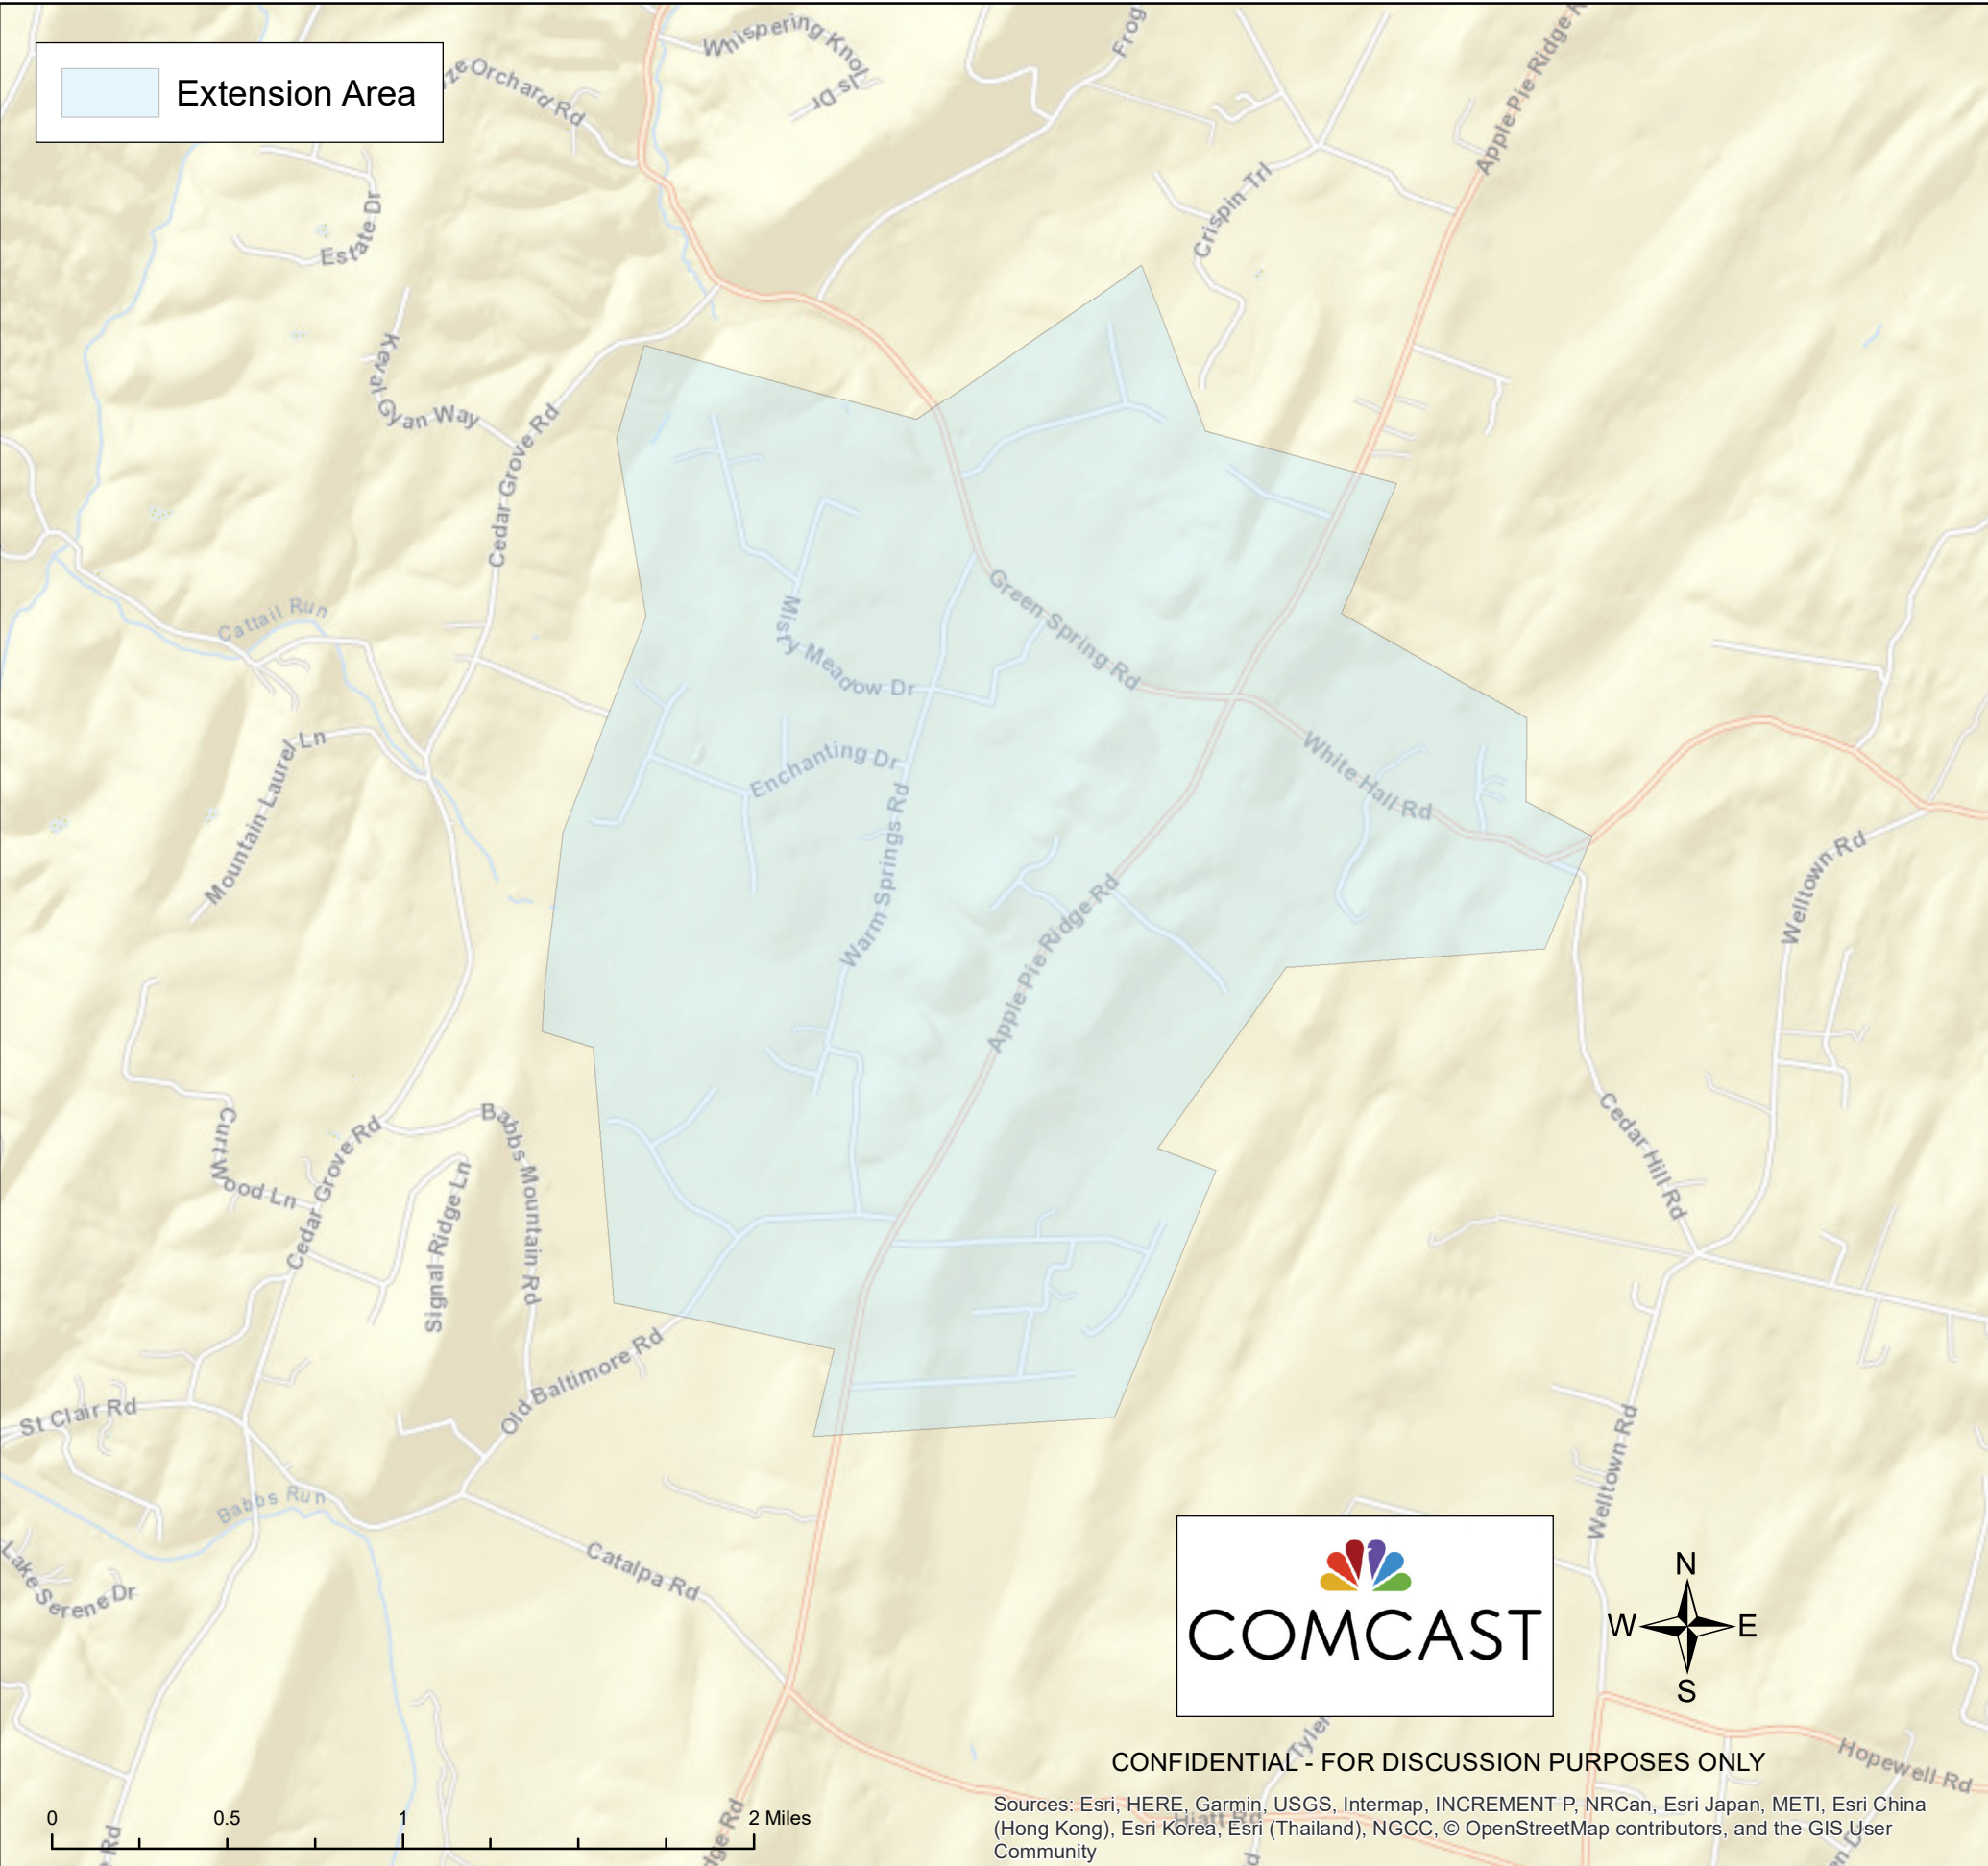 Extension Area
Orchard Rd
Whispering Knolls Dr
Frog
Apple Pie Ridge
Crispin Trl
Estate Dr
Keval Gyan Way
Cedar Grove Rd
Cattail Run
Green Spring Rd
Misty Meadow Dr
Enchanting Dr
White Hall Rd
Mountain Laurel Ln
Warm Springs Rd
Apple Pie Ridge Rd
Welltown Rd
Cedar Hill Rd
Babbs Mountain Rd
Curt Wood Ln
Cedar Grove Rd
Signal Ridge Ln
Old Baltimore Rd
St Clair Rd
Babbs Run
Welltown Rd
Catalpa Rd
Lake Serene Dr
COMCAST
N
W E
S
Tyler
CONFIDENTIAL - FOR DISCUSSION PURPOSES ONLY
Hopewell Rd
Hiatt Rd
Sources: Esri, HERE, Garmin, USGS, Intermap, INCREMENT P, NRCan, Esri Japan, METI, Esri China
(Hong Kong), Esri Korea, Esri (Thailand), NGCC, © OpenStreetMap contributors, and the GIS User
Community
0 0.5 1 2 Miles
dge Rd
Rd